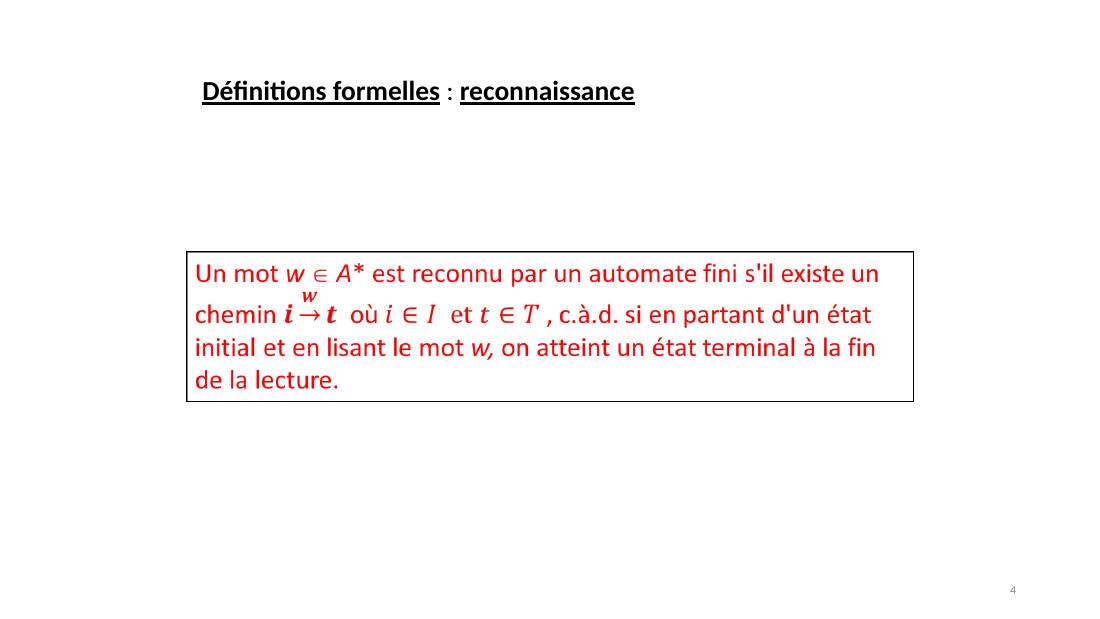 Définitions formelles : reconnaissance
Un mot w ∈ A* est reconnu par un automate fini s'il existe un
chemin i →^w t où i ∈ I et t ∈ T , c.à.d. si en partant d'un état
initial et en lisant le mot w, on atteint un état terminal à la fin
de la lecture.
4